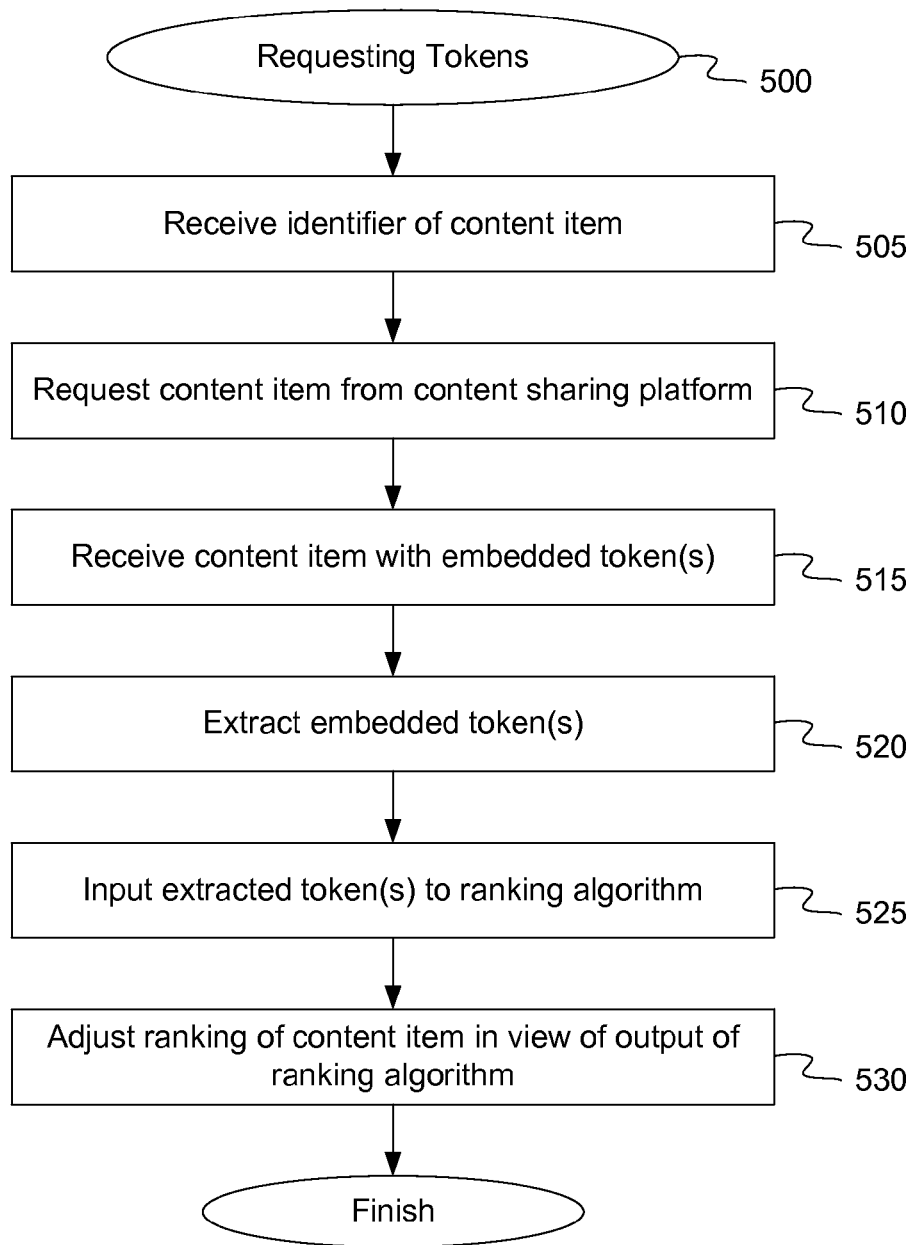 Requesting Tokens
500
Receive identifier of content item
505
Request content item from content sharing platform
510
Receive content item with embedded token(s)
515
Extract embedded token(s)
520
Input extracted token(s) to ranking algorithm
525
Adjust ranking of content item in view of output of
ranking algorithm
530
Finish